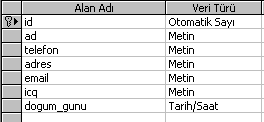 Alan Adı Veri Türü
id Otomatik Sayı
ad Metin
telefon Metin
adres Metin
email Metin
icq Metin
dogum_gunu Tarih/Saat